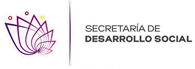 SECRETARÍA DE
DESARROLLO SOCIAL